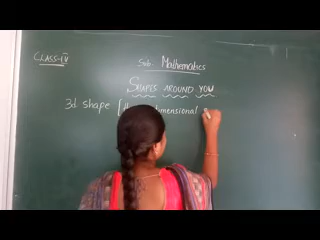 CLASS-IV
Sub. Mathematics
SHAPES AROUND YOU
3d shape [ dimensional